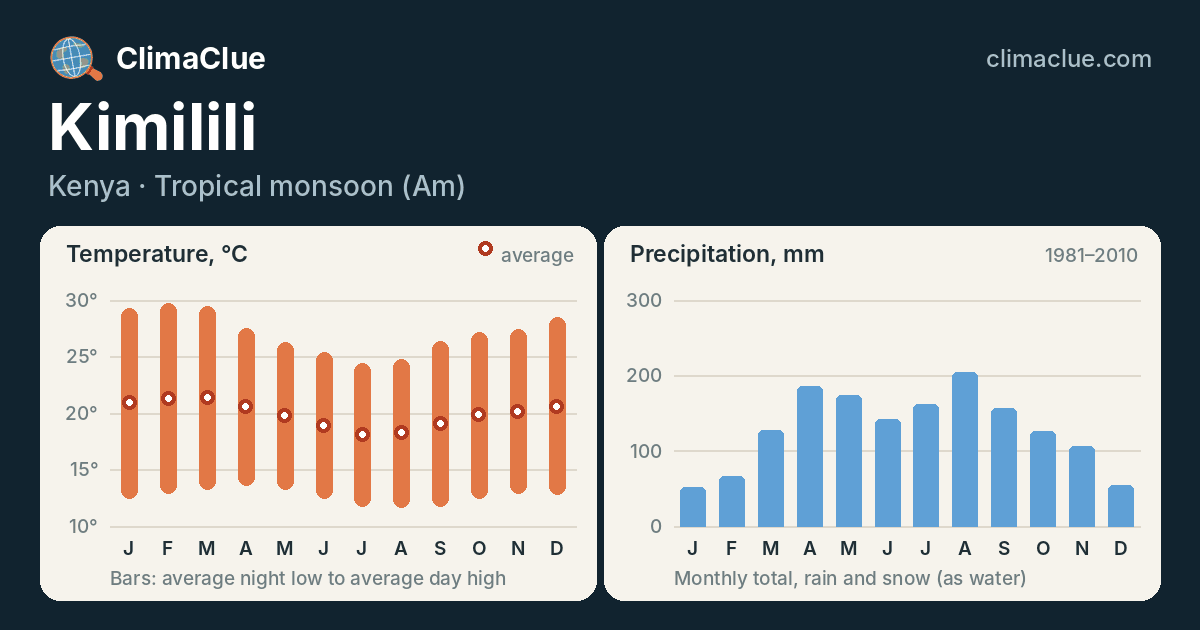 ClimaClue
climaclue.com
Kimilili
Kenya · Tropical monsoon (Am)
Temperature, °C
average
30°
25°
20°
15°
10°
J F M A M J J A S O N D
Bars: average night low to average day high
Precipitation, mm
1981–2010
300
200
100
0
J F M A M J J A S O N D
Monthly total, rain and snow (as water)